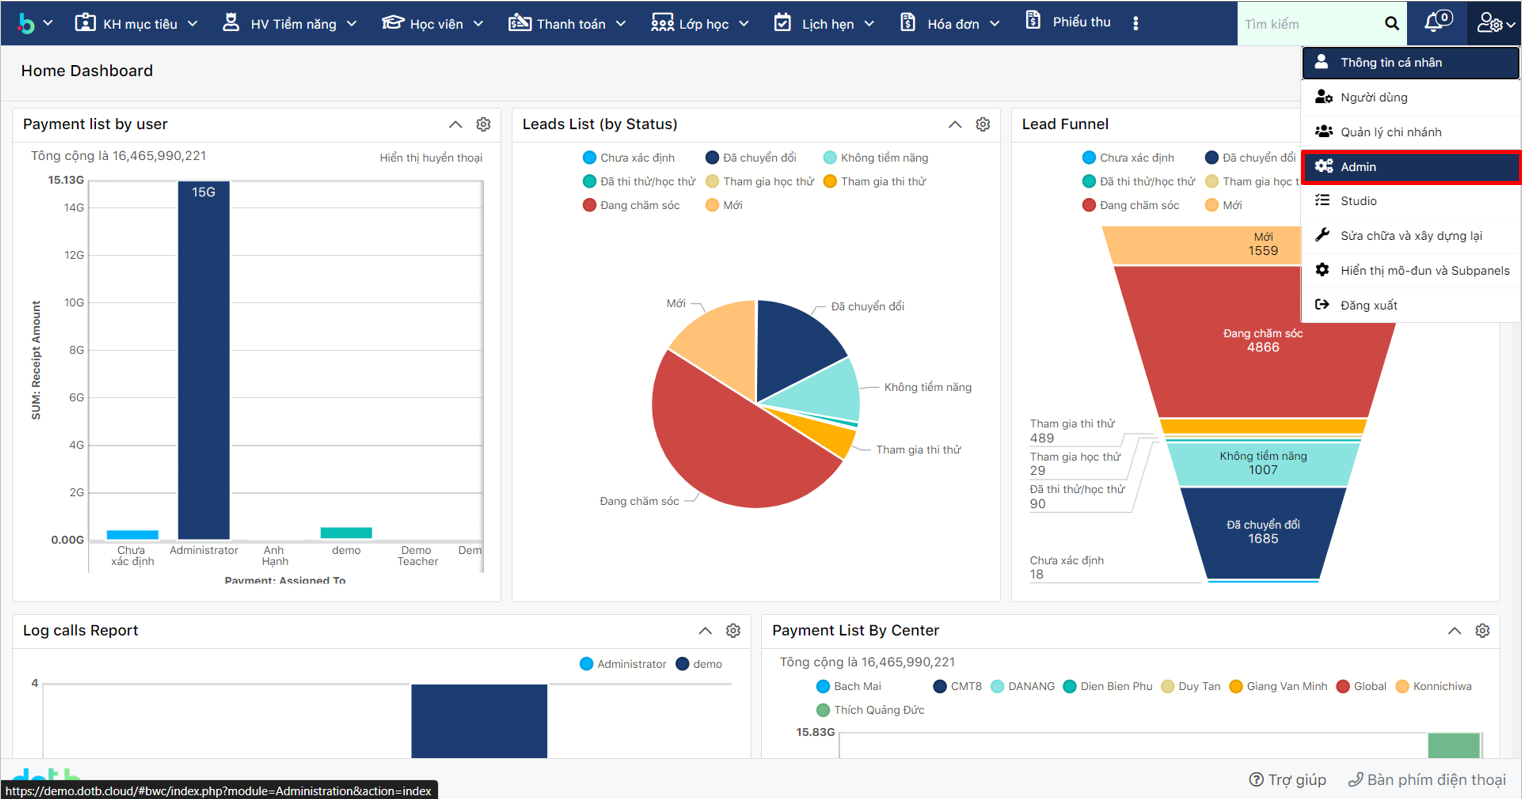 KH mục tiêu
HV Tiềm năng
Học viên
Thanh toán
Lớp học
Lịch hẹn
Hóa đơn
Phiếu thu
Tìm kiếm
0
Home Dashboard
Thông tin cá nhân
Người dùng
Quản lý chi nhánh
Admin
Studio
Sửa chữa và xây dựng lại
Hiển thị mô-đun và Subpanels
Đăng xuất
Payment list by user
Tổng cộng là 16,465,990,221
Hiển thị huyền thoại
15.13G
14G
12G
10G
8G
6G
4G
2G
0.00G
15G
SUM: Receipt Amount
Chưa xác định
Administrator
Anh Hạnh
demo
Demo Teacher
Dem
Payment: Assigned To
Leads List (by Status)
Chưa xác định
Đã chuyển đổi
Không tiềm năng
Đã thi thử/học thử
Tham gia học thử
Tham gia thi thử
Đang chăm sóc
Mới
Mới
Đã chuyển đổi
Không tiềm năng
Tham gia thi thử
Đang chăm sóc
Lead Funnel
Chưa xác định
Đã chuyển đổi
Đã thi thử/học thử
Tham gia học t
Đang chăm sóc
Mới
Mới
1559
Đang chăm sóc
4866
Tham gia thi thử
489
Tham gia học thử
29
Đã thi thử/học thử
90
Không tiềm năng
1007
Đã chuyển đổi
1685
Chưa xác định
18
Log calls Report
Administrator
demo
4
Payment List By Center
Tổng cộng là 16,465,990,221
Bach Mai
CMT8
DANANG
Dien Bien Phu
Duy Tan
Giang Van Minh
Global
Konnichiwa
Thích Quảng Đức
15.83G
Trợ giúp
Bàn phím điện thoại
https://demo.dotb.cloud/#bwc/index.php?module=Administration&action=index